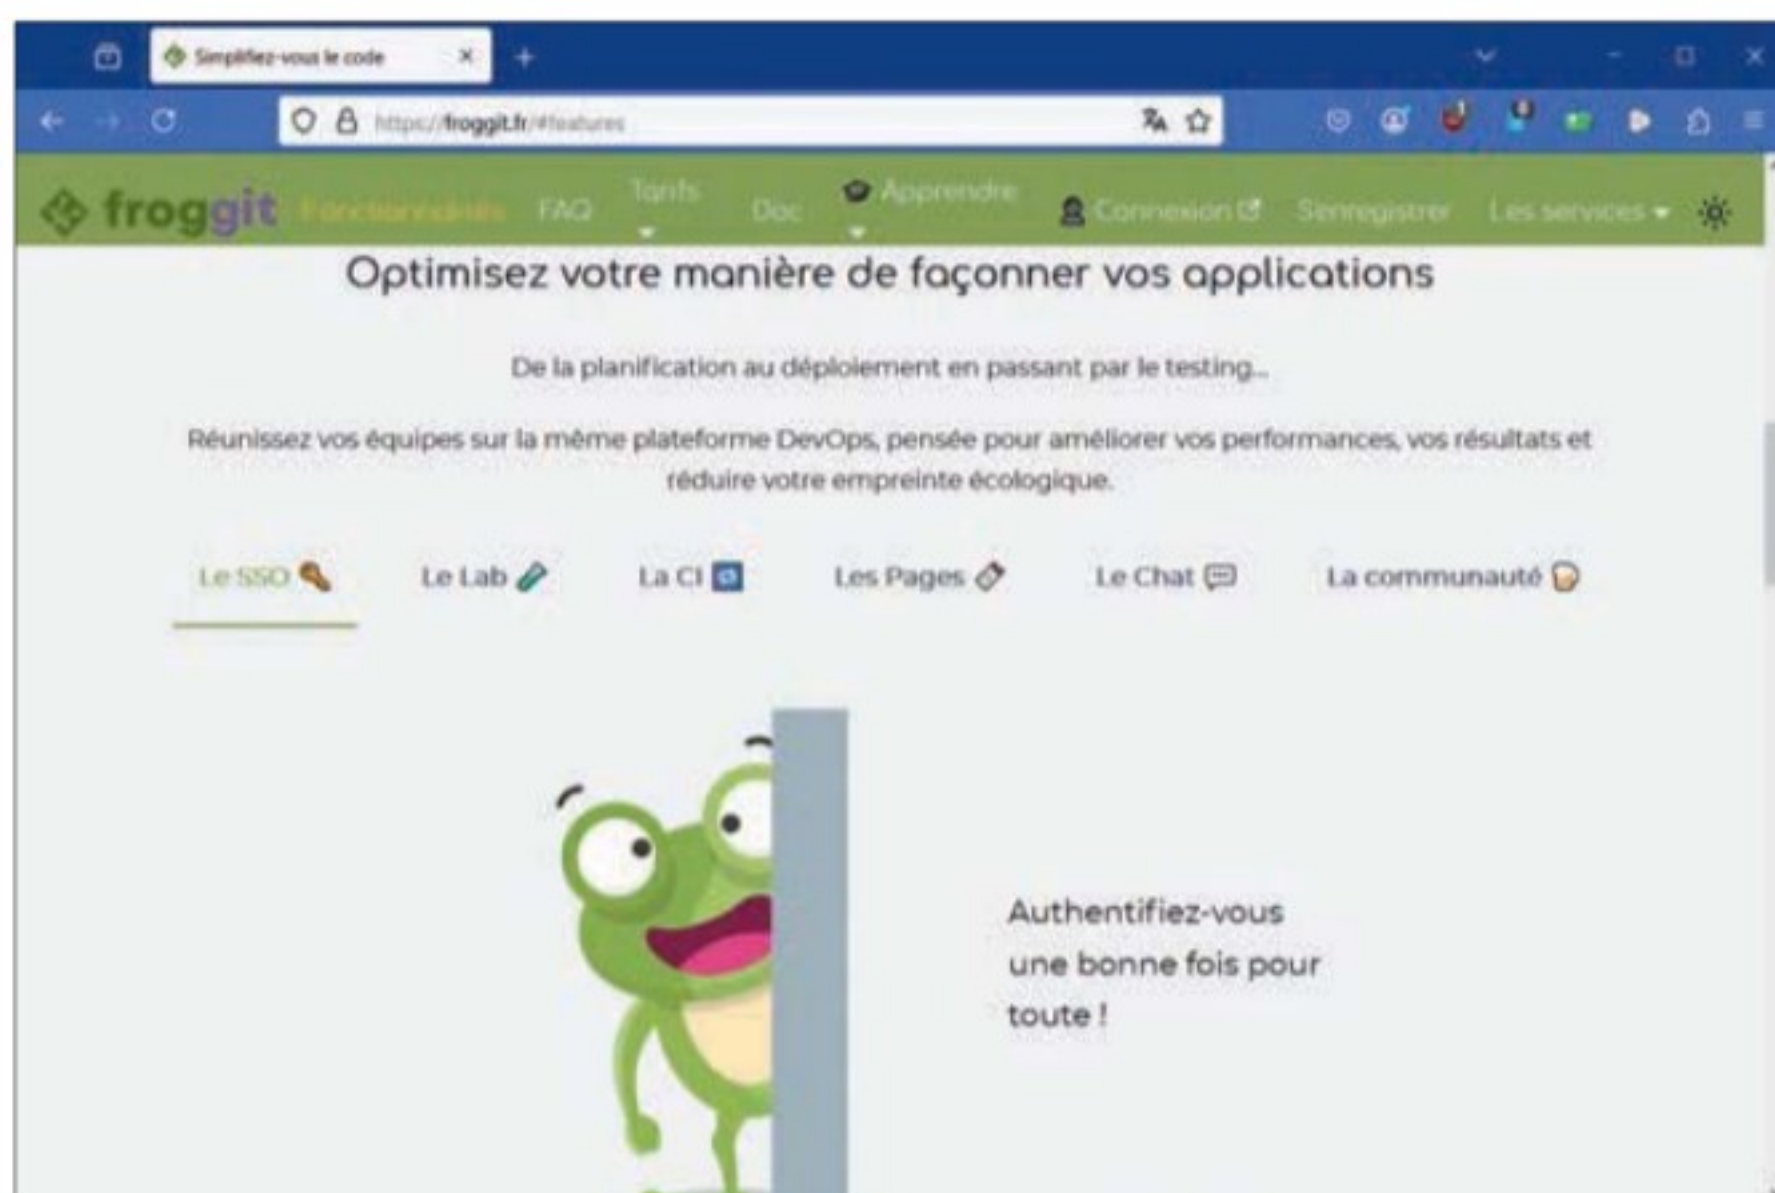 Simplifiez-vous le code
https://froggit.fr/#features
froggit Fonctionnalités FAQ Tarifs Doc Apprendre Connexion S'enregistrer Les services
Optimisez votre manière de façonner vos applications
De la planification au déploiement en passant par le testing...
Réunissez vos équipes sur la même plateforme DevOps, pensée pour améliorer vos performances, vos résultats et
réduire votre empreinte écologique.
Le SSO Le Lab La CI Les Pages Le Chat La communauté
Authentifiez-vous
une bonne fois pour
toute !